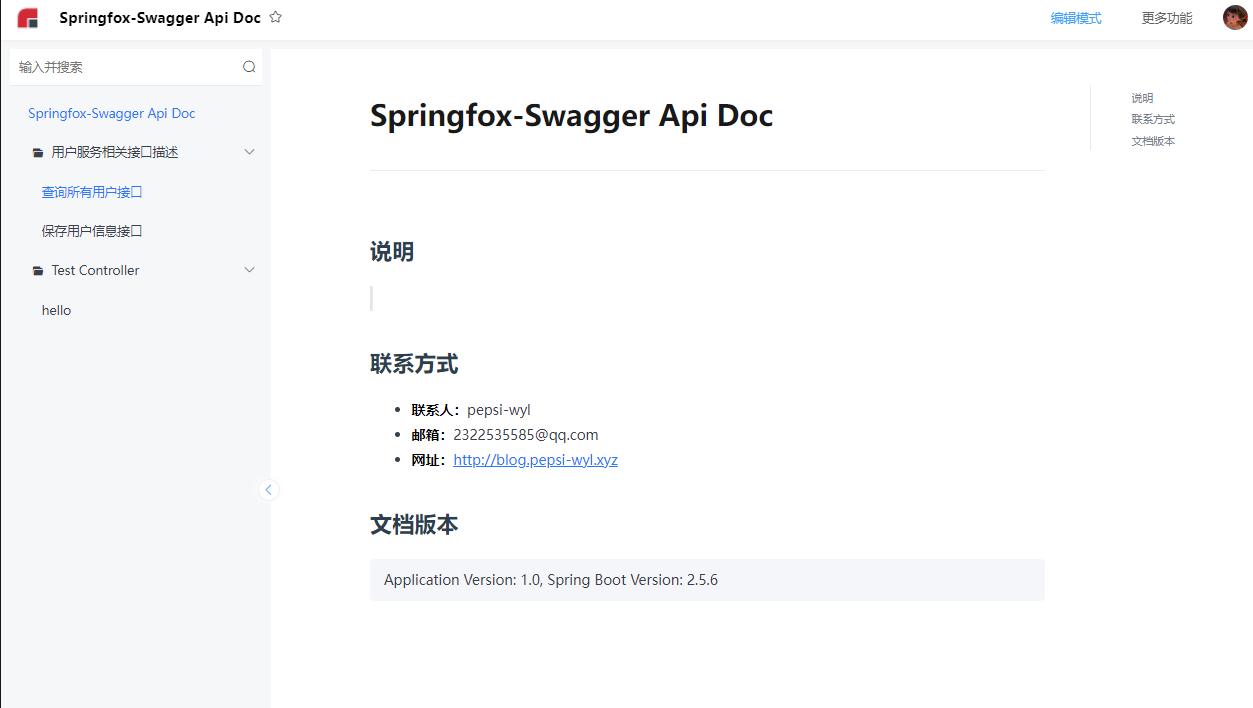 Springfox-Swagger Api Doc
编辑模式
更多功能
输入并搜索
Springfox-Swagger Api Doc
用户服务相关接口描述
查询所有用户接口
保存用户信息接口
Test Controller
hello
Springfox-Swagger Api Doc
说明
联系方式
联系人：pepsi-wyl
邮箱：2322535585@qq.com
网址：http://blog.pepsi-wyl.xyz
文档版本
Application Version: 1.0, Spring Boot Version: 2.5.6
说明
联系方式
文档版本